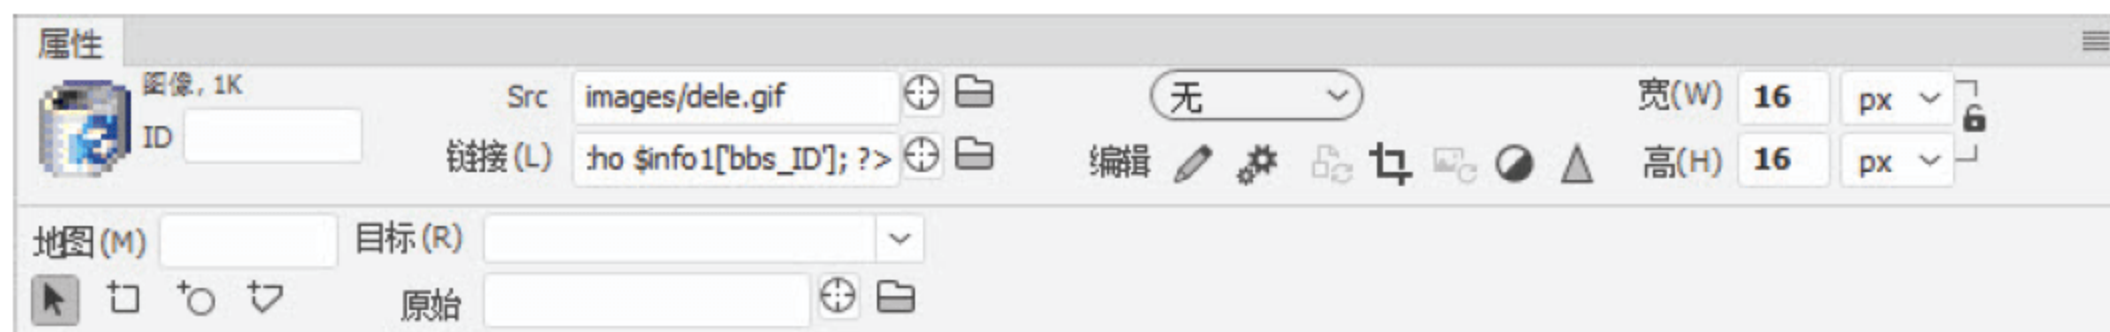 属性
图像, 1K
Src images/dele.gif 无 宽(W) 16 px
ID
链接(L) :ho $info1['bbs_ID']; ?> 编辑 高(H) 16 px
地图(M) 目标(R)
原始